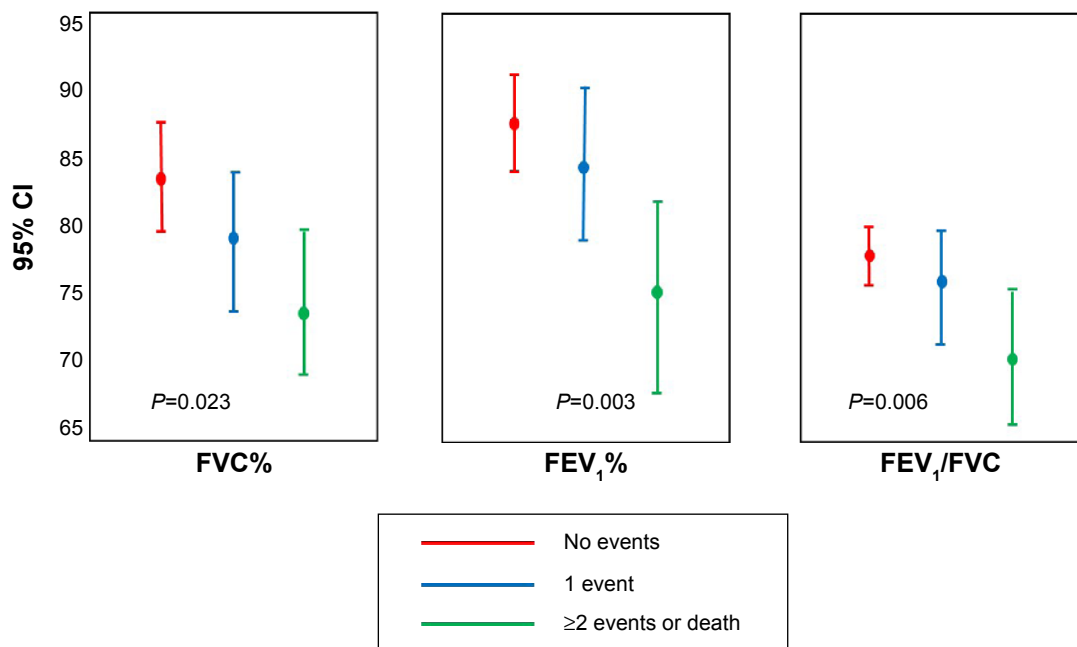 95% CI
95
90
85
80
75
70
65
P=0.023
P=0.003
P=0.006
FVC%
FEV₁%
FEV₁/FVC
No events
1 event
≥2 events or death